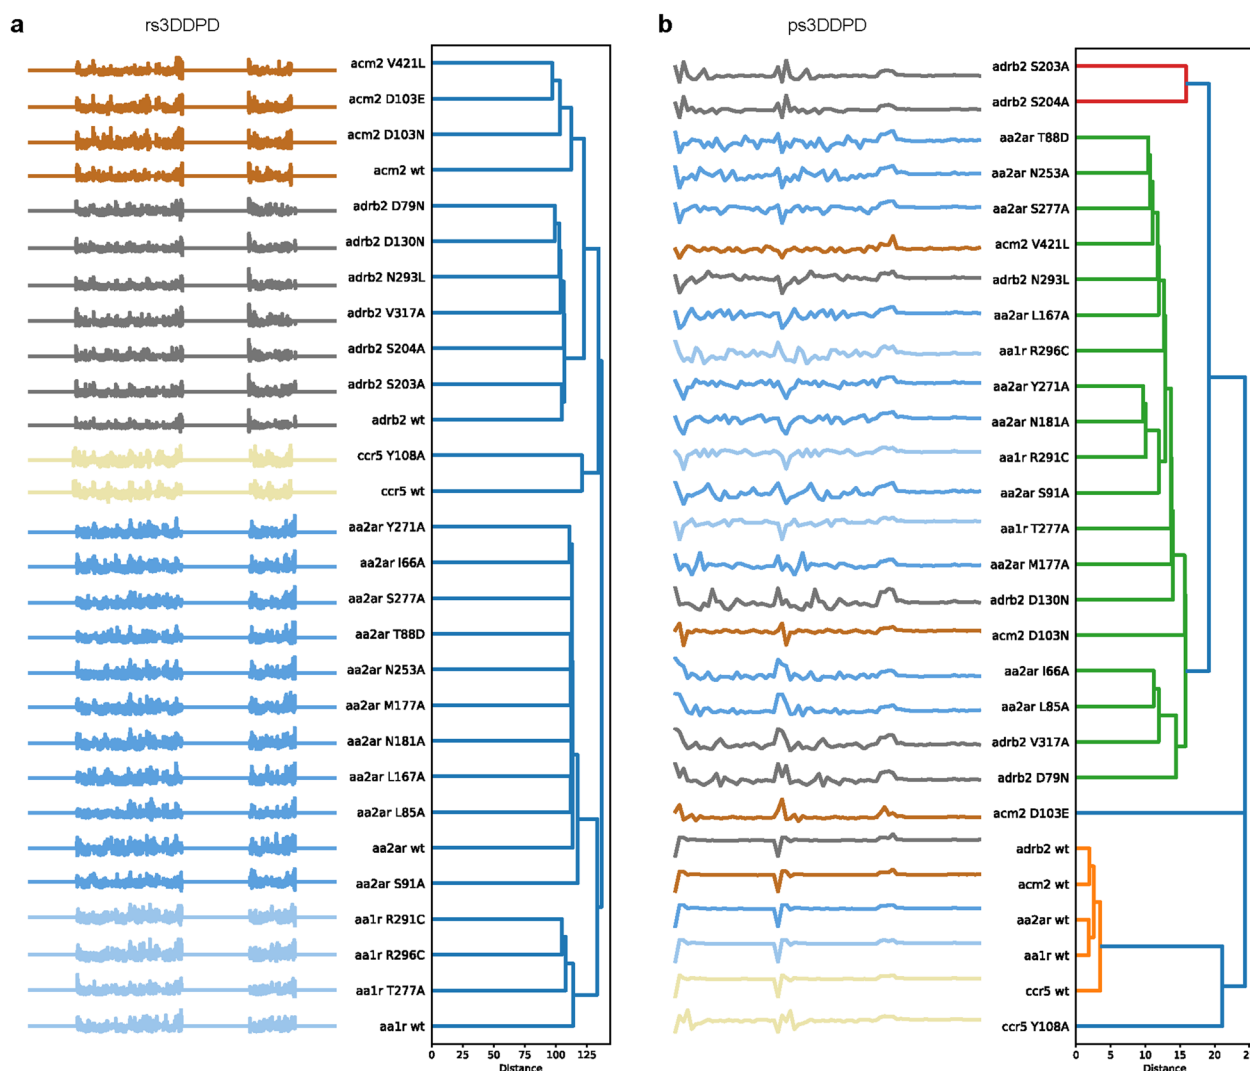 a
rs3DDPD
acm2 V421L
acm2 D103E
acm2 D103N
acm2 wt
adrb2 D79N
adrb2 D130N
adrb2 N293L
adrb2 V317A
adrb2 S204A
adrb2 S203A
adrb2 wt
ccr5 Y108A
ccr5 wt
aa2ar Y271A
aa2ar I66A
aa2ar S277A
aa2ar T88D
aa2ar N253A
aa2ar M177A
aa2ar N181A
aa2ar L167A
aa2ar L85A
aa2ar wt
aa2ar S91A
aa1r R291C
aa1r R296C
aa1r T277A
aa1r wt
0 25 50 75 100 125
Distance
b
ps3DDPD
adrb2 S203A
adrb2 S204A
aa2ar T88D
aa2ar N253A
aa2ar S277A
acm2 V421L
adrb2 N293L
aa2ar L167A
aa1r R296C
aa2ar Y271A
aa2ar N181A
aa1r R291C
aa2ar S91A
aa1r T277A
aa2ar M177A
adrb2 D130N
acm2 D103N
aa2ar I66A
aa2ar L85A
adrb2 V317A
adrb2 D79N
acm2 D103E
adrb2 wt
acm2 wt
aa2ar wt
aa1r wt
ccr5 wt
ccr5 Y108A
0 5 10 15 20
Distance